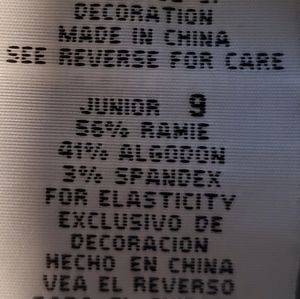 DECORATION
MADE IN CHINA
SEE REVERSE FOR CARE
JUNIOR 9
56% RAMIE
41% ALGODON
3% SPANDEX
FOR ELASTICITY
EXCLUSIVO DE
DECORACION
HECHO EN CHINA
VEA EL REVERSO